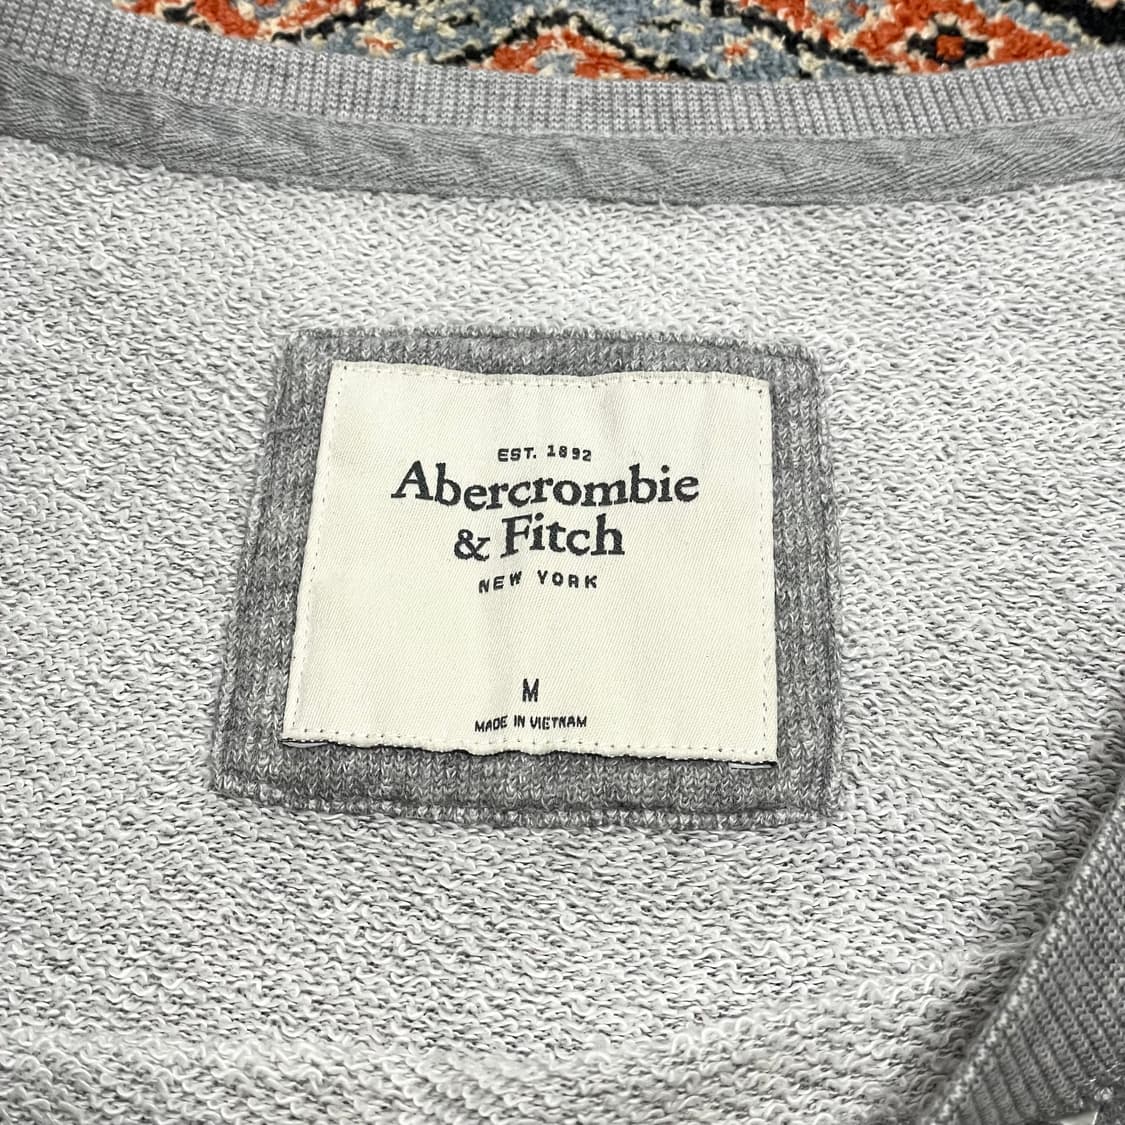 EST. 1892
Abercrombie
& Fitch
NEW YORK
M
MADE IN VIETNAM